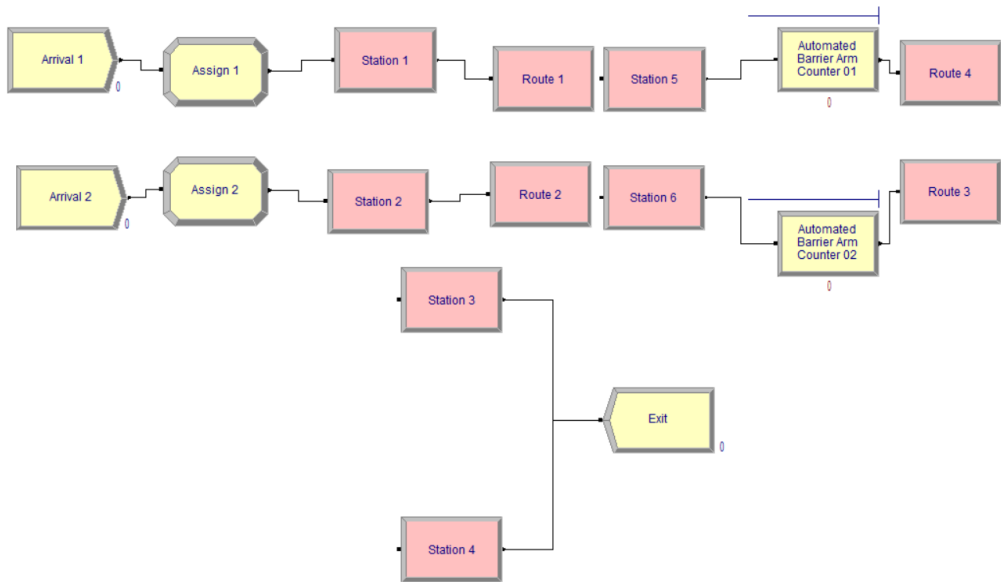 Arrival 1
0
Assign 1
Station 1
Route 1
Station 5
Automated
Barrier Arm
Counter 01
0
Route 4
Arrival 2
0
Assign 2
Station 2
Route 2
Station 6
Automated
Barrier Arm
Counter 02
0
Route 3
Station 3
Exit
0
Station 4